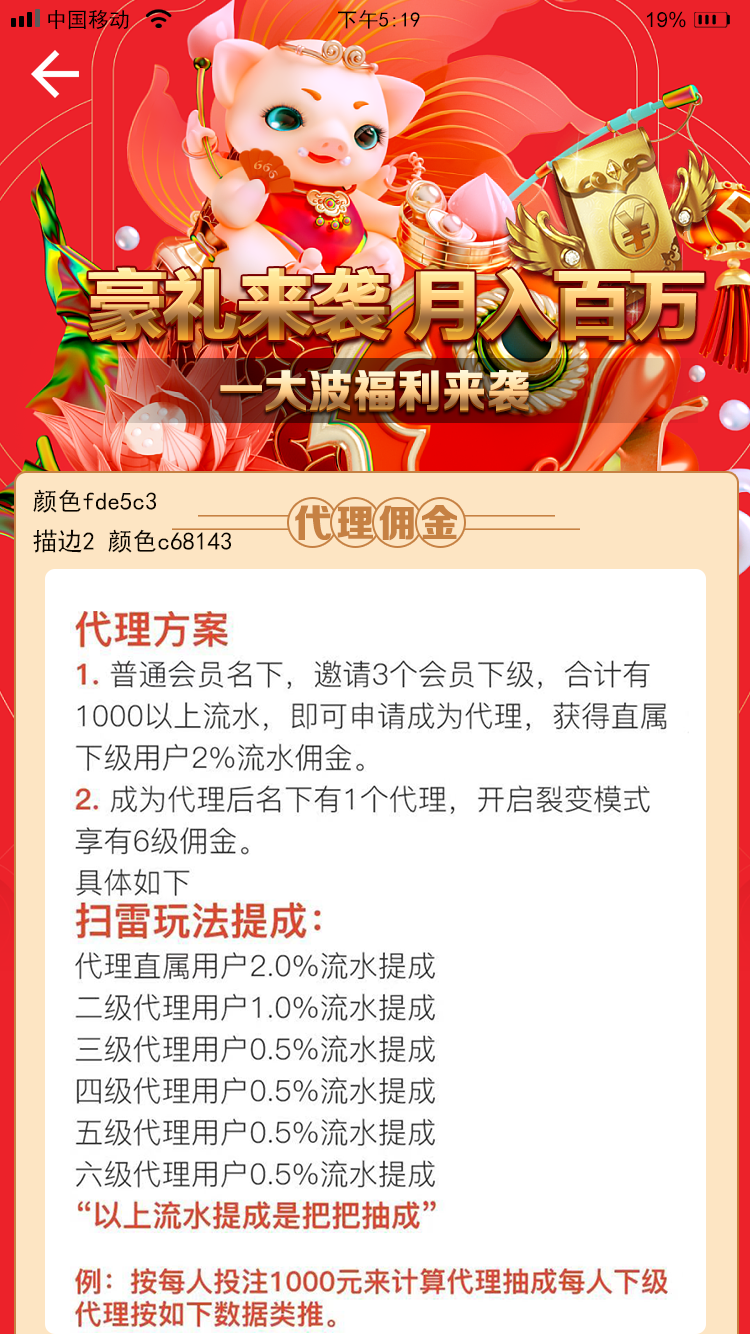 中国移动
下午5:19
19%
666
豪礼来袭 月入百万
一大波福利来袭
颜色fde5c3
描边2 颜色c68143
代理佣金
代理方案
1. 普通会员名下，邀请3个会员下级，合计有
1000以上流水，即可申请成为代理，获得直属
下级用户2%流水佣金。
2. 成为代理后名下有1个代理，开启裂变模式
享有6级佣金。
具体如下
扫雷玩法提成：
代理直属用户2.0%流水提成
二级代理用户1.0%流水提成
三级代理用户0.5%流水提成
四级代理用户0.5%流水提成
五级代理用户0.5%流水提成
六级代理用户0.5%流水提成
“以上流水提成是把把抽成”
例：按每人投注1000元来计算代理抽成每人下级
代理按如下数据类推。